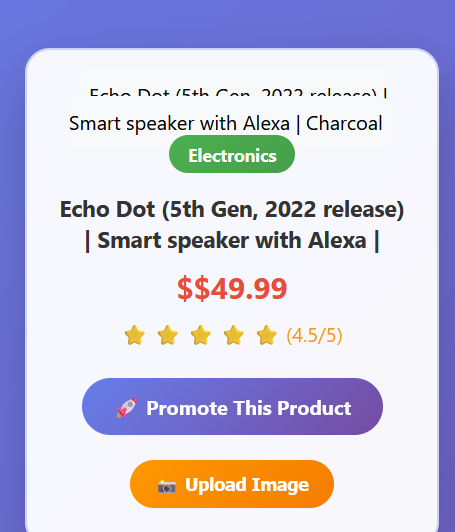 Echo Dot (5th Gen, 2022 release) |
Smart speaker with Alexa | Charcoal
Electronics
Echo Dot (5th Gen, 2022 release)
| Smart speaker with Alexa |
$$49.99
(4.5/5)
Promote This Product
Upload Image